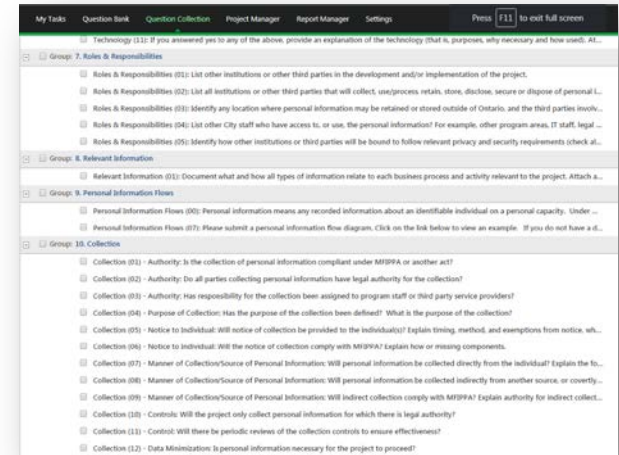 My Tasks Question Bank Question Collection Project Manager Report Manager Settings Press F11 to exit full screen
Technology (11): If you answered yes to any of the above, provide an explanation of the technology (that is, purposes, why necessary and how used). At...
Group: 7. Roles & Responsibilities
Roles & Responsibilities (01): List other institutions or other third parties in the development and/or implementation of the project.
Roles & Responsibilities (02): List all institutions or other third parties that will collect, use/process, retain, store, disclose, secure or dispose of personal i...
Roles & Responsibilities (03): Identify any location where personal information may be retained or stored outside of Ontario, and the third parties involv...
Roles & Responsibilities (04): List other City staff who have access to, or use, the personal information? For example, other program areas, IT staff, legal ...
Roles & Responsibilities (05): Identify how other institutions or third parties will be bound to follow relevant privacy and security requirements (check al...
Group: 8. Relevant Information
Relevant Information (01): Document what and how all types of information relate to each business process and activity relevant to the project. Attach a...
Group: 9. Personal Information Flows
Personal Information Flows (00): Personal information means any recorded information about an identifiable individual on a personal capacity. Under ...
Personal Information Flows (07): Please submit a personal information flow diagram. Click on the link below to view an example. If you do not have a d...
Group: 10. Collection
Collection (01) - Authority: Is the collection of personal information compliant under MFIPPA or another act?
Collection (02) - Authority: Do all parties collecting personal information have legal authority for the collection?
Collection (03) - Authority: Has responsibility for the collection been assigned to program staff or third party service providers?
Collection (04) - Purpose of Collection: Has the purpose of the collection been defined? What is the purpose of the collection?
Collection (05) - Notice to Individual: Will notice of collection be provided to the individual(s)? Explain timing, method, and exemptions from notice, wh...
Collection (06) - Notice to Individual: Will the notice of collection comply with MFIPPA? Explain how or missing components.
Collection (07) - Manner of Collection/Source of Personal Information: Will personal information be collected directly from the individual? Explain the fo...
Collection (08) - Manner of Collection/Source of Personal Information: Will personal information be collected indirectly from another source, or covertly...
Collection (09) - Manner of Collection/Source of Personal Information: Will indirect collection comply with MFIPPA? Explain authority for indirect collect...
Collection (10) - Controls: Will the project only collect personal information for which there is legal authority?
Collection (11) - Control: Will there be periodic reviews of the collection controls to ensure effectiveness?
Collection (12) - Data Minimization: Is personal information necessary for the project to proceed?